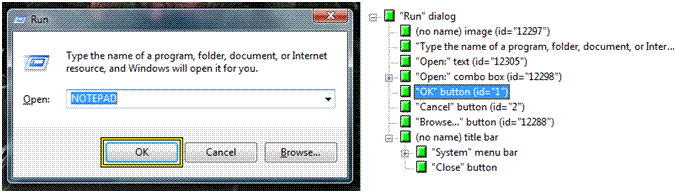 Run
Type the name of a program, folder, document, or Internet
resource, and Windows will open it for you.
Open:
NOTEPAD
OK
Cancel
Browse...
"Run" dialog
(no name) image (id="12297")
"Type the name of a program, folder, document, or Inter...
"Open:" text (id="12305")
"Open:" combo box (id="12298")
"OK" button (id="1")
"Cancel" button (id="2")
"Browse..." button (id="12288")
(no name) title bar
"System" menu bar
"Close" button